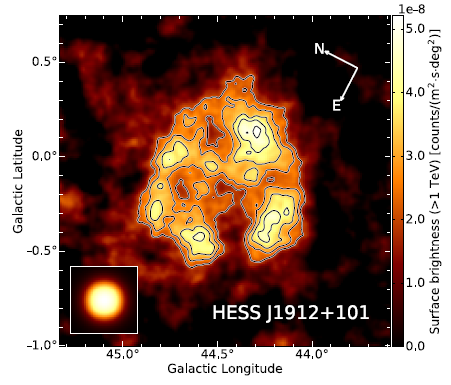 1e-8
5.0
4.0
3.0
2.0
1.0
0.0
Surface brightness (>1 TeV) [counts/(m²·s·deg²)]
N
E
0.5°
0.0°
-0.5°
-1.0°
Galactic Latitude
HESS J1912+101
45.0° 44.5° 44.0°
Galactic Longitude